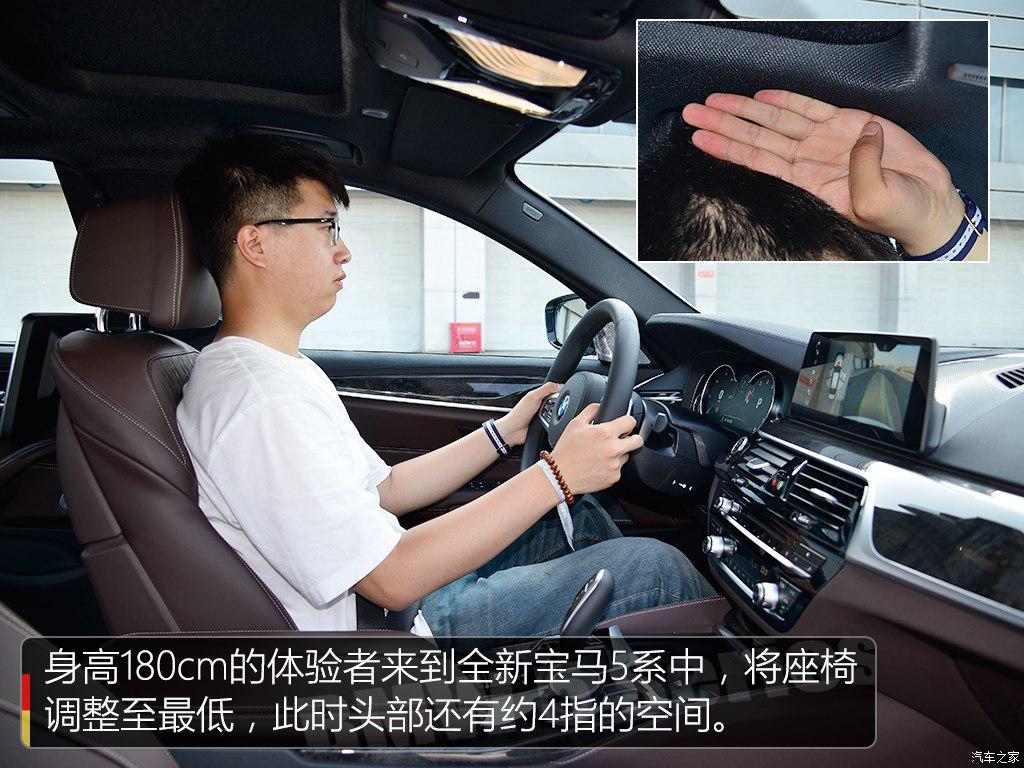 身高180cm的体验者来到全新宝马5系中，将座椅
调整至最低，此时头部还有约4指的空间。
汽车之家